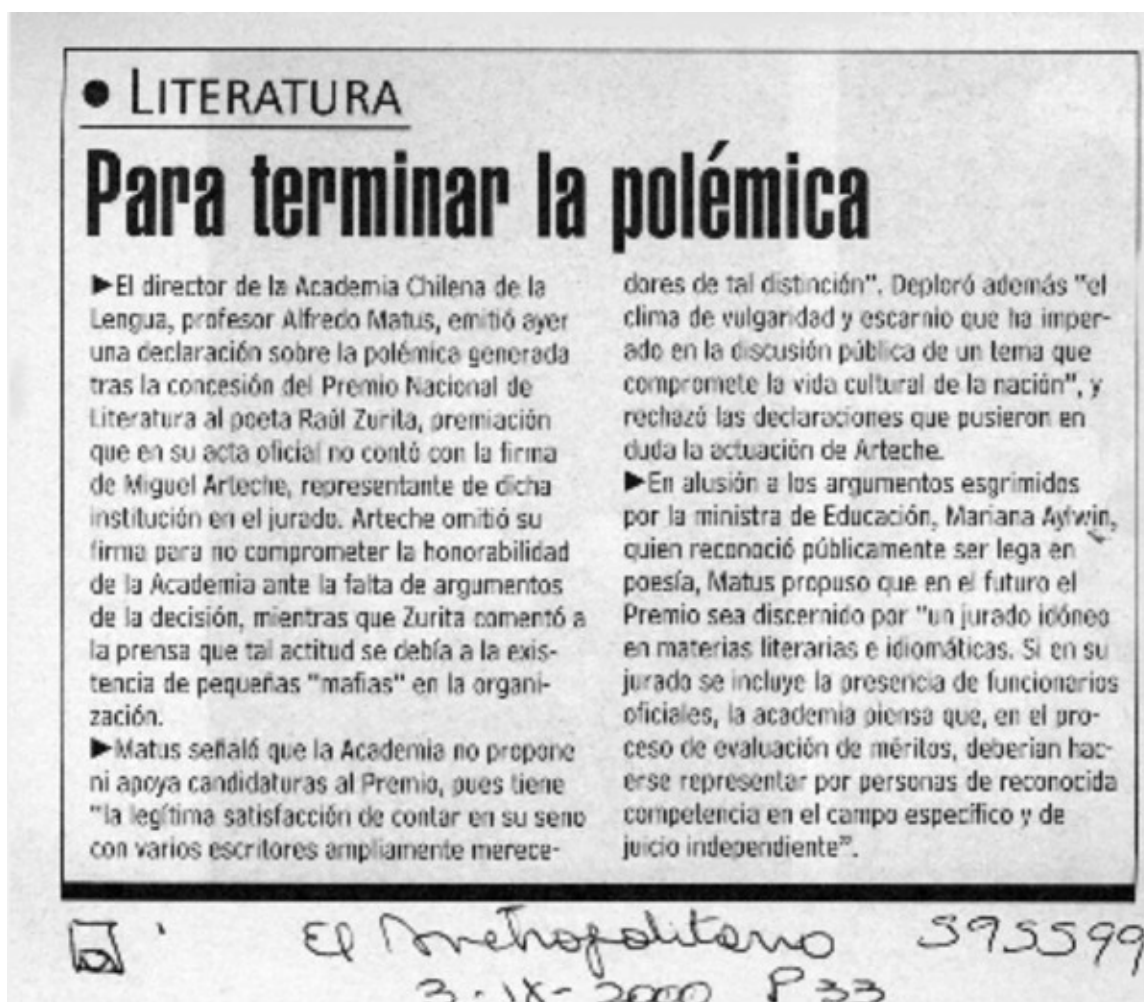 • LITERATURA
Para terminar la polémica
►El director de la Academia Chilena de la
Lengua, profesor Alfredo Matus, emitió ayer
una declaración sobre la polémica generada
tras la concesión del Premio Nacional de
Literatura al poeta Raúl Zurita, premiación
que en su acta oficial no contó con la firma
de Miguel Arteche, representante de dicha
institución en el jurado. Arteche omitió su
firma para no comprometer la honorabilidad
de la Academia ante la falta de argumentos
de la decisión, mientras que Zurita comentó a
la prensa que tal actitud se debía a la exis-
tencia de pequeñas "mafias" en la organi-
zación.
►Matus señaló que la Academia no propone
ni apoya candidaturas al Premio, pues tiene
"la legítima satisfacción de contar en su seno
con varios escritores ampliamente merece-
dores de tal distinción". Deploró además "el
clima de vulgaridad y escarnio que ha imper-
ado en la discusión pública de un tema que
compromete la vida cultural de la nación", y
rechazó las declaraciones que pusieron en
duda la actuación de Arteche.
►En alusión a los argumentos esgrimidos
por la ministra de Educación, Mariana Aylwin,
quien reconoció públicamente ser lega en
poesía, Matus propuso que en el futuro el
Premio sea discernido por "un jurado idóneo
en materias literarias e idiomáticas. Si en su
jurado se incluye la presencia de funcionarios
oficiales, la academia piensa que, en el pro-
ceso de evaluación de méritos, deberian hac-
erse representar por personas de reconocida
competencia en el campo específico y de
juicio independiente".
El Metropolitano 595599
3-IX-2000 P33